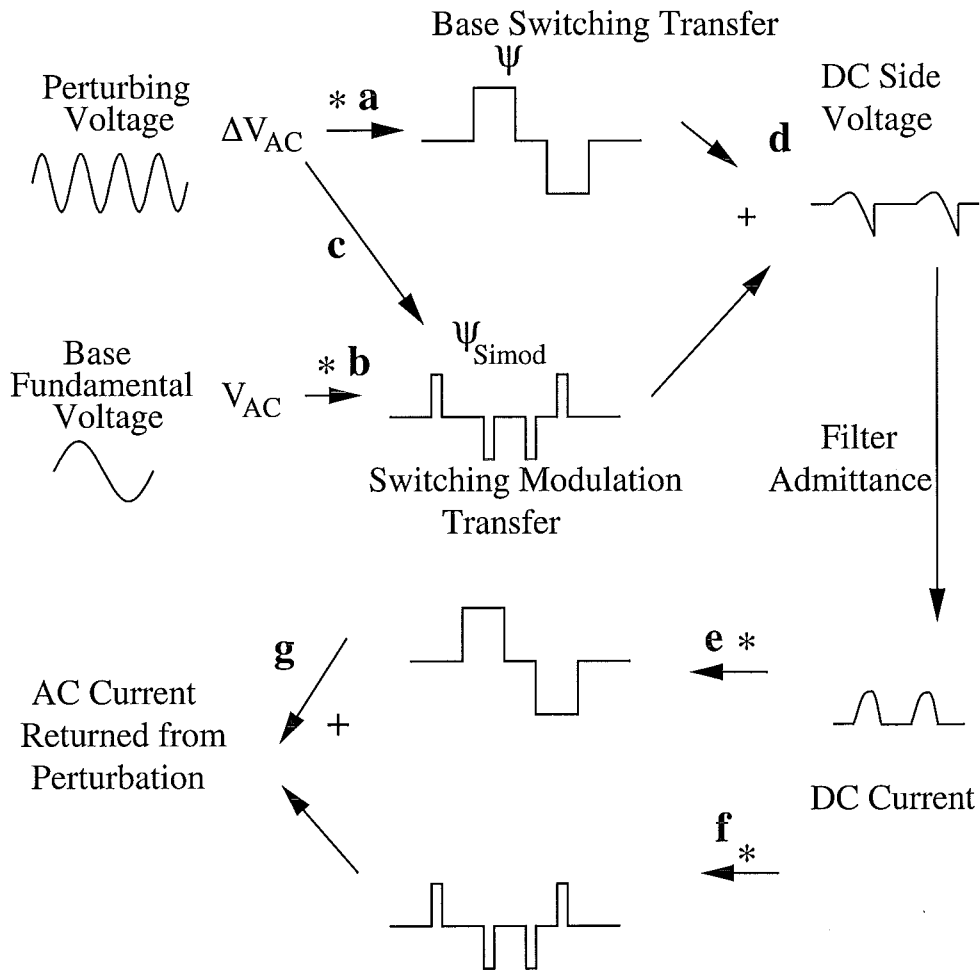 Base Switching Transfer
ψ
Perturbing
Voltage
ΔV_AC
* a
d
DC Side
Voltage
+
c
ψ_Simod
Base
Fundamental
Voltage
V_AC
* b
Switching Modulation
Transfer
Filter
Admittance
g
e *
AC Current
Returned from
Perturbation
+
DC Current
f *